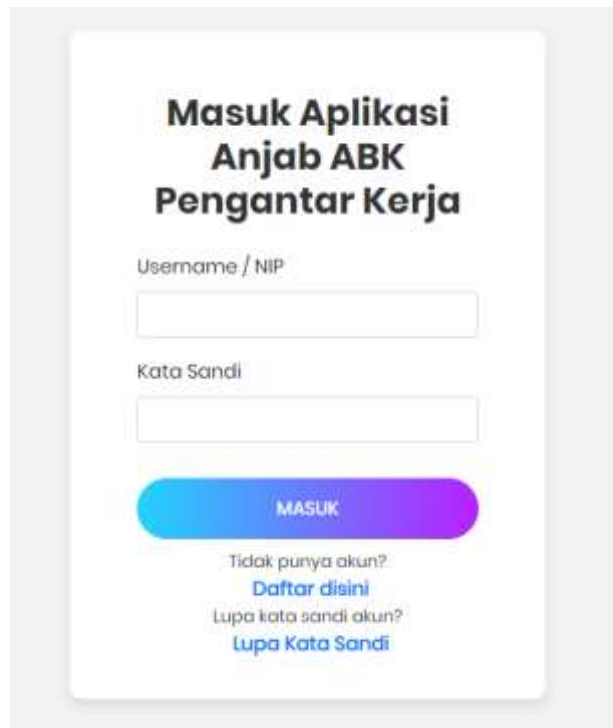 Masuk Aplikasi
Anjab ABK
Pengantar Kerja
Username / NIP
Kata Sandi
MASUK
Tidak punya akun?
Daftar disini
Lupa kata sandi akun?
Lupa Kata Sandi